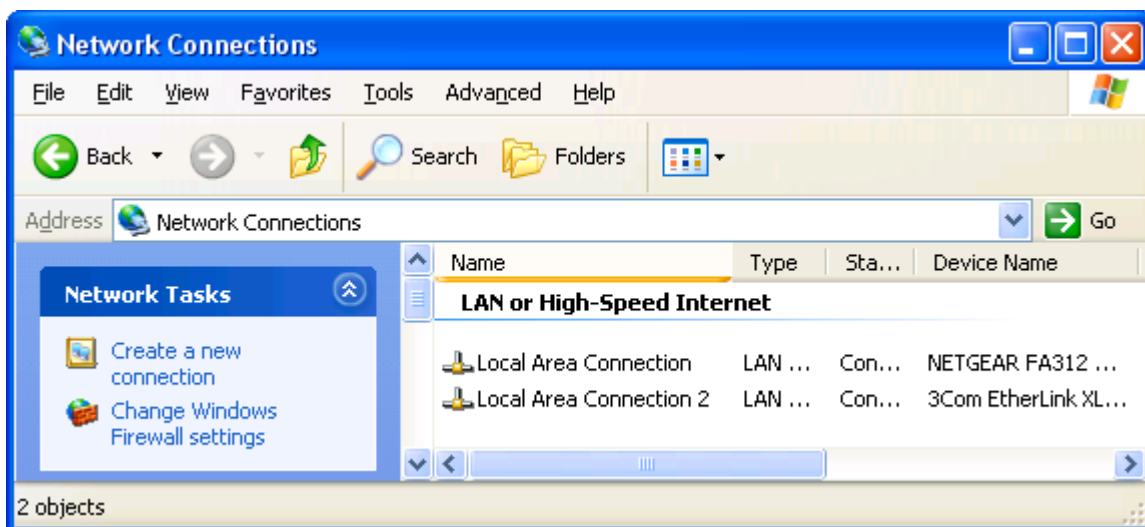 Network Connections
File Edit View Favorites Tools Advanced Help
Back Search Folders
Address Network Connections Go
Name Type Sta... Device Name
Network Tasks
LAN or High-Speed Internet
Create a new
connection
Local Area Connection LAN ... Con... NETGEAR FA312 ...
Local Area Connection 2 LAN ... Con... 3Com EtherLink XL...
Change Windows
Firewall settings
2 objects